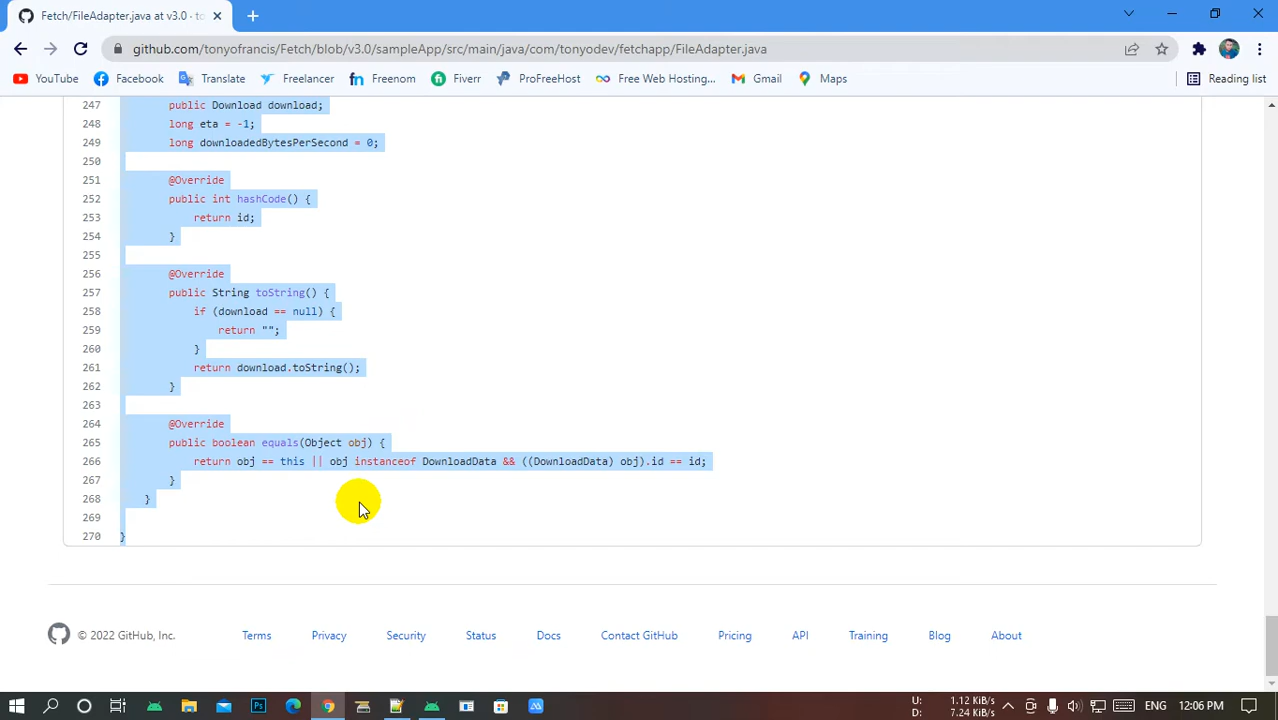 Fetch/FileAdapter.java at v3.0 · to
github.com/tonyofrancis/Fetch/blob/v3.0/sampleApp/src/main/java/com/tonyodev/fetchapp/FileAdapter.java
YouTube Facebook Translate Freelancer Freenom Fiverr ProFreeHost Free Web Hosting... Gmail Maps Reading list
247 public Download download;
248 long eta = -1;
249 long downloadedBytesPerSecond = 0;
250
251 @Override
252 public int hashCode() {
253 return id;
254 }
255
256 @Override
257 public String toString() {
258 if (download == null) {
259 return "";
260 }
261 return download.toString();
262 }
263
264 @Override
265 public boolean equals(Object obj) {
266 return obj == this || obj instanceof DownloadData && ((DownloadData) obj).id == id;
267 }
268 }
269
270 }
© 2022 GitHub, Inc. Terms Privacy Security Status Docs Contact GitHub Pricing API Training Blog About
U: 1.12 KiB/s
D: 7.24 KiB/s
ENG 12:06 PM